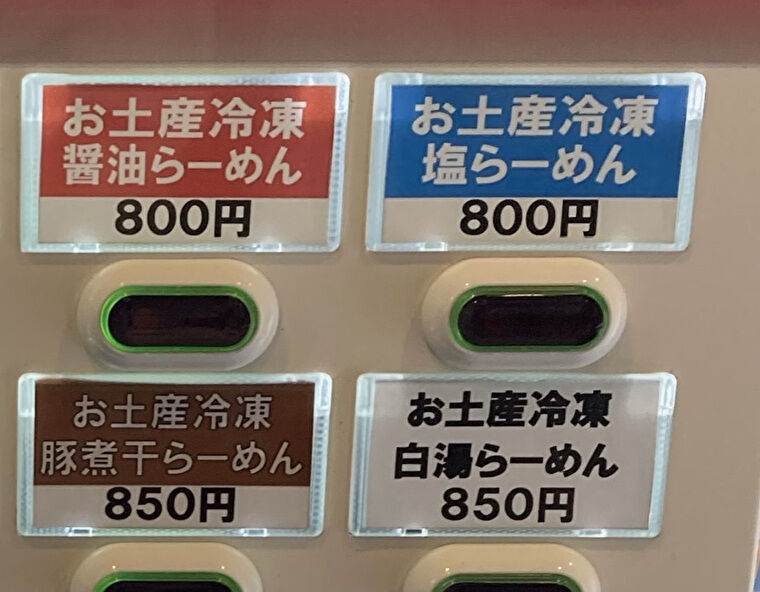 お土産冷凍
醤油らーめん
800円
お土産冷凍
塩らーめん
800円
お土産冷凍
豚煮干らーめん
850円
お土産冷凍
白湯らーめん
850円